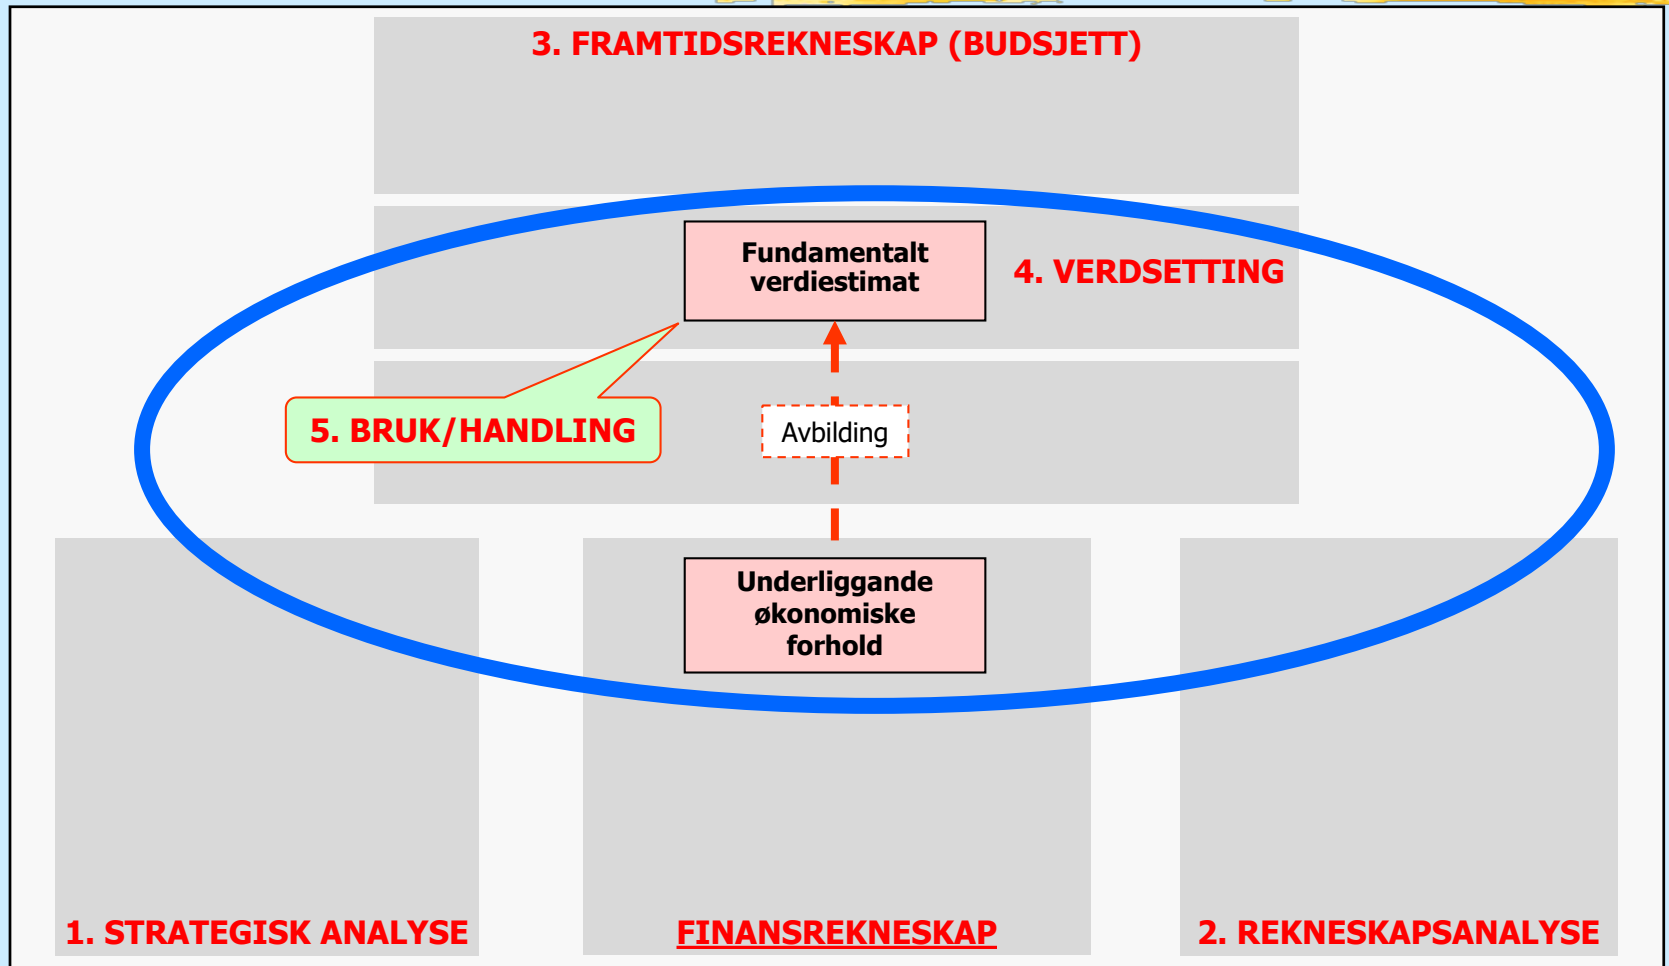 3. FRAMTIDSREKNESKAP (BUDSJETT)
Fundamentalt
verdiestimat
4. VERDSETTING
5. BRUK/HANDLING
Avbilding
Underliggande
økonomiske
forhold
1. STRATEGISK ANALYSE
FINANSREKNESKAP
2. REKNESKAPSANALYSE